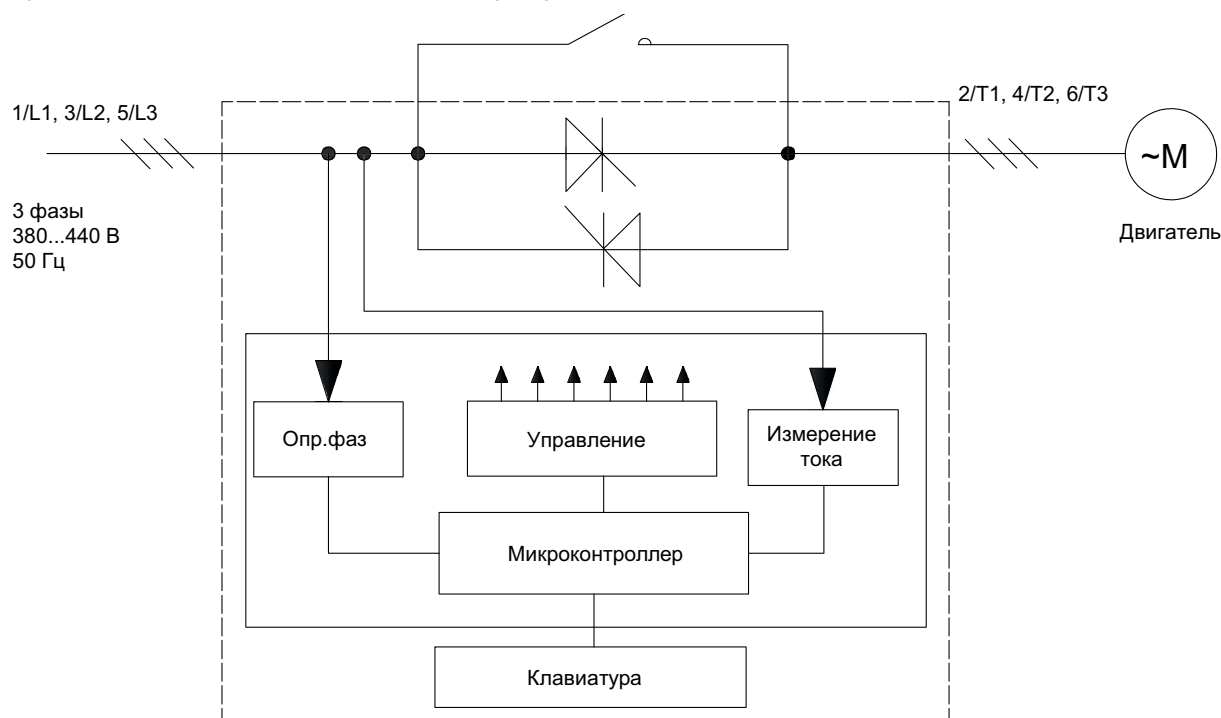 1/L1, 3/L2, 5/L3
2/T1, 4/T2, 6/T3
~М
3 фазы
380...440 В
50 Гц
Двигатель
Опр.фаз
Управление
Измерение
тока
Микроконтроллер
Клавиатура